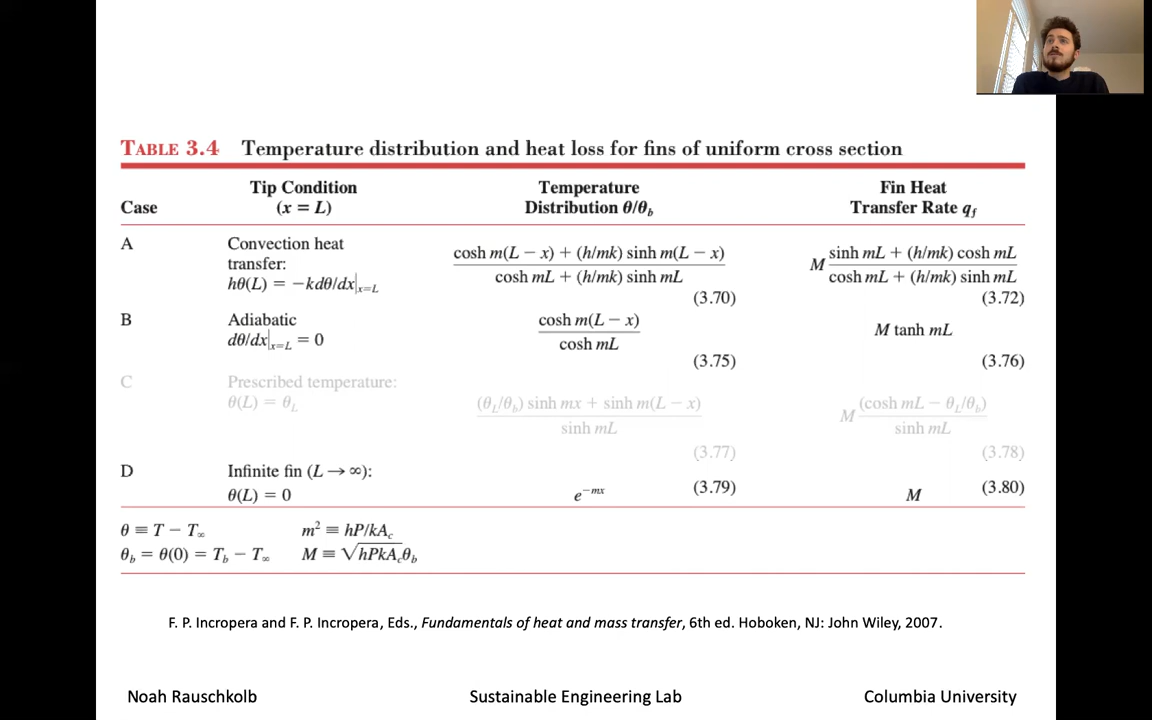 TABLE 3.4 Temperature distribution and heat loss for fins of uniform cross section
Case
Tip Condition
(x = L)
Temperature
Distribution θ/θb
Fin Heat
Transfer Rate qf
A
Convection heat
transfer:
hθ(L) = −kdθ/dx|x=L
cosh m(L − x) + (h/mk) sinh m(L − x)
cosh mL + (h/mk) sinh mL
(3.70)
M
sinh mL + (h/mk) cosh mL
cosh mL + (h/mk) sinh mL
(3.72)
B
Adiabatic
dθ/dx|x=L = 0
cosh m(L − x)
cosh mL
(3.75)
M tanh mL
(3.76)
C
Prescribed temperature:
θ(L) = θL
(θL/θb) sinh mx + sinh m(L − x)
sinh mL
(3.77)
M
(cosh mL − θL/θb)
sinh mL
(3.78)
D
Infinite fin (L → ∞):
θ(L) = 0
e−mx
(3.79)
M
(3.80)
θ ≡ T − T∞
m² ≡ hP/kAc
θb = θ(0) = Tb − T∞
M ≡ √hPkAcθb
F. P. Incropera and F. P. Incropera, Eds., Fundamentals of heat and mass transfer, 6th ed. Hoboken, NJ: John Wiley, 2007.
Noah Rauschkolb
Sustainable Engineering Lab
Columbia University